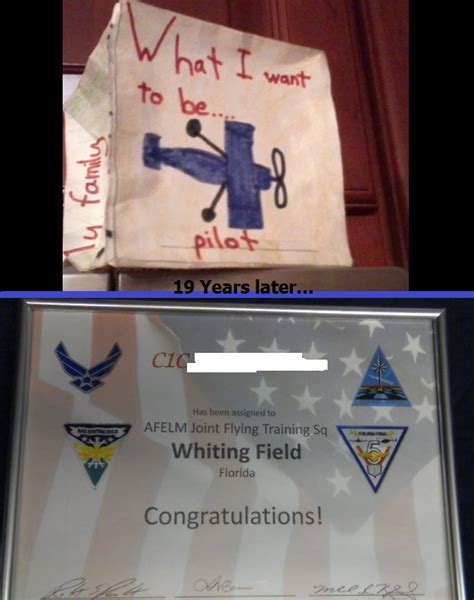 What I want
to be....
ly family
pilot
19 Years later...
C1C
Has been assigned to
AFELM Joint Flying Training Sq
Whiting Field
Florida
Congratulations!